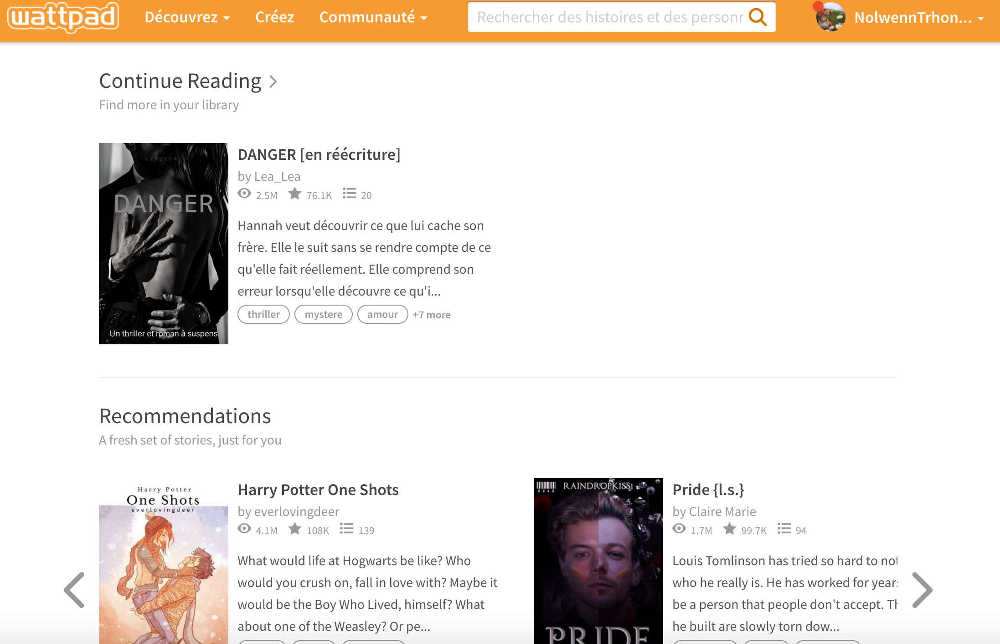 wattpad Découvrez Créez Communauté Rechercher des histoires et des personr NolwennTrhon...
Continue Reading
Find more in your library
LEA_LEA
DANGER
Un thriller et roman à suspens
DANGER [en réécriture]
by Lea_Lea
2.5M 76.1K 20
Hannah veut découvrir ce que lui cache son
frère. Elle le suit sans se rendre compte de ce
qu'elle fait réellement. Elle comprend son
erreur lorsqu'elle découvre ce qu'i...
thriller mystere amour +7 more
Recommendations
A fresh set of stories, just for you
Harry Potter
One Shots
everlovingdeer
Harry Potter One Shots
by everlovingdeer
4.1M 108K 139
What would life at Hogwarts be like? Who
would you crush on, fall in love with? Maybe it
would be the Boy Who Lived, himself? What
about one of the Weasley? Or pe...
RAINDROPKISS1
PRIDE
Pride {l.s.}
by Claire Marie
1.7M 99.7K 94
Louis Tomlinson has tried so hard to not
who he really is. He has worked for years
be a person that people don't accept. Th
he built are slowly torn dow...